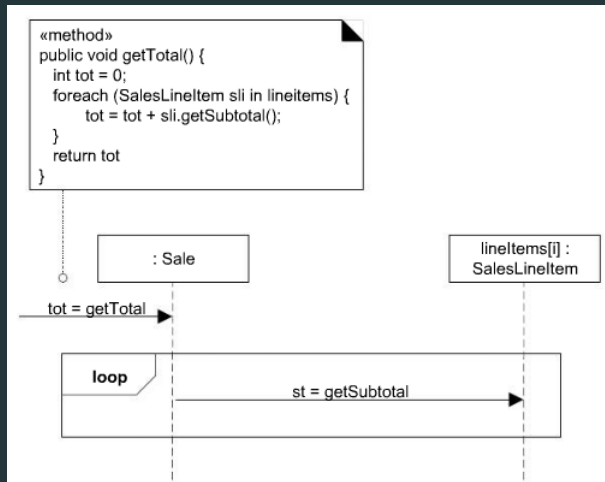 «method»
public void getTotal() {
int tot = 0;
foreach (SalesLineItem sli in lineitems) {
tot = tot + sli.getSubtotal();
}
return tot
}
: Sale
lineItems[i] :
SalesLineItem
tot = getTotal
loop
st = getSubtotal